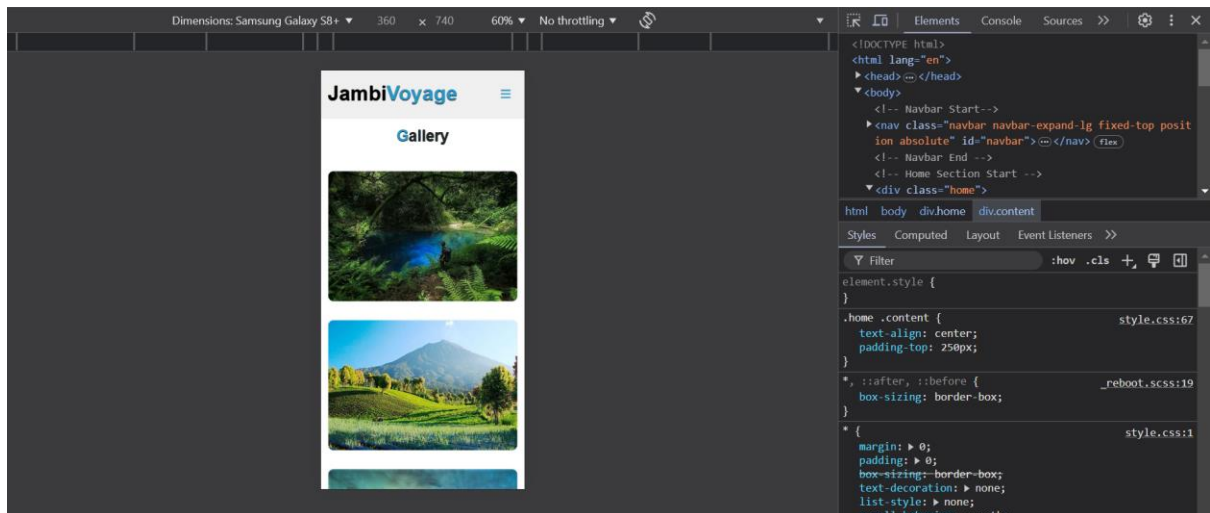 Dimensions: Samsung Galaxy S8+ ▼ 360 x 740 60% ▼ No throttling ▼
Elements Console Sources
JambiVoyage
Gallery
<!DOCTYPE html>
<html lang="en">
<head> </head>
<body>
<!-- Navbar Start-->
<nav class="navbar navbar-expand-lg fixed-top posit
ion absolute" id="navbar"> </nav> flex
<!-- Navbar End -->
<!-- Home Section Start -->
<div class="home">
html body div.home div.content
Styles Computed Layout Event Listeners
Filter :hov .cls
element.style {
}
.home .content { style.css:67
text-align: center;
padding-top: 250px;
}
*, ::after, ::before { _reboot.scss:19
box-sizing: border-box;
}
* { style.css:1
margin: ▶ 0;
padding: ▶ 0;
box-sizing: border-box;
text-decoration: ▶ none;
list-style: ▶ none;